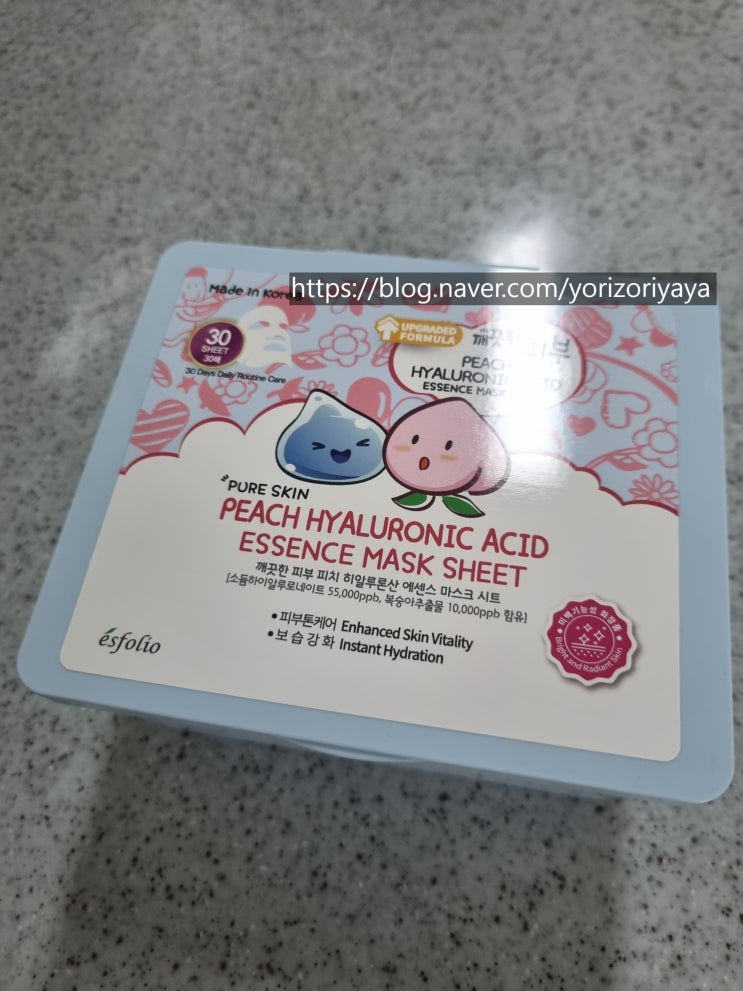 https://blog.naver.com/yorizoriyaya
Made In Korea
30
SHEET
30매
30 Days Daily Routine Care
UPGRADED
FORMULA
깨끗한 피부
PEACH
HYALURONIC ACID
ESSENCE MASK
PURE SKIN
PEACH HYALURONIC ACID
ESSENCE MASK SHEET
깨끗한 피부 피치 히알루론산 에센스 마스크 시트
[소듐하이알루로네이트 55,000ppb, 복숭아추출물 10,000ppb 함유]
• 피부톤케어 Enhanced Skin Vitality
• 보습강화 Instant Hydration
esfolio
미백기능성 화장품
Bright and Radiant Skin